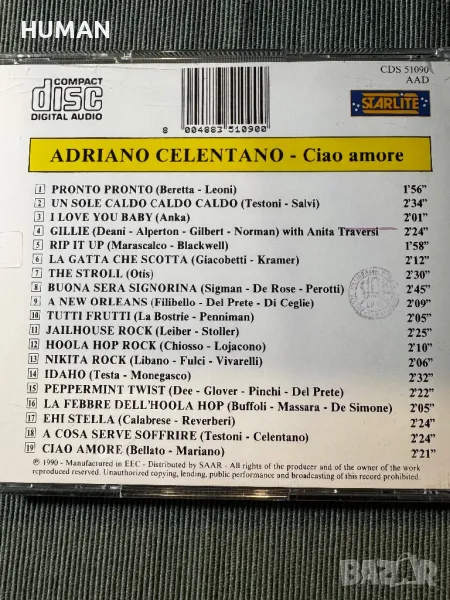 HUMAN
COMPACT
disc
DIGITAL AUDIO
8 004883 510900
CDS 51090
AAD
STARLITE
ADRIANO CELENTANO - Ciao amore
1 PRONTO PRONTO (Beretta - Leoni) 1'56"
2 UN SOLE CALDO CALDO CALDO (Testoni - Salvi) 2'34"
3 I LOVE YOU BABY (Anka) 2'01"
4 GILLIE (Deani - Alperton - Gilbert - Norman) with Anita Traversi 2'24"
5 RIP IT UP (Marascalco - Blackwell) 1'58"
6 LA GATTA CHE SCOTTA (Giacobetti - Kramer) 2'12"
7 THE STROLL (Otis) 2'30"
8 BUONA SERA SIGNORINA (Sigman - De Rose - Perotti) 2'45"
9 A NEW ORLEANS (Filibello - Del Prete - Di Ceglie) 2'09"
10 TUTTI FRUTTI (La Bostrie - Penniman) 2'05"
11 JAILHOUSE ROCK (Leiber - Stoller) 2'25"
12 HOOLA HOP ROCK (Chiosso - Lojacono) 2'10"
13 NIKITA ROCK (Libano - Fulci - Vivarelli) 2'06"
14 IDAHO (Testa - Monegasco) 2'32"
15 PEPPERMINT TWIST (Dee - Glover - Pinchi - Del Prete) 2'22"
16 LA FEBBRE DELL'HOOLA HOP (Buffoli - Massara - De Simone) 2'05"
17 EHI STELLA (Calabrese - Reverberi) 2'24"
18 A COSA SERVE SOFFRIRE (Testoni - Celentano) 2'24"
19 CIAO AMORE (Bellato - Mariano) 2'21"
℗ 1990 - Manufactured in EEC - Distributed by SAAR - All rights of the producer and of the owner of the work
reproduced reserved. Unauthorized copying, lending, public performance and broadcasting of this record prohibited.
BAZAR